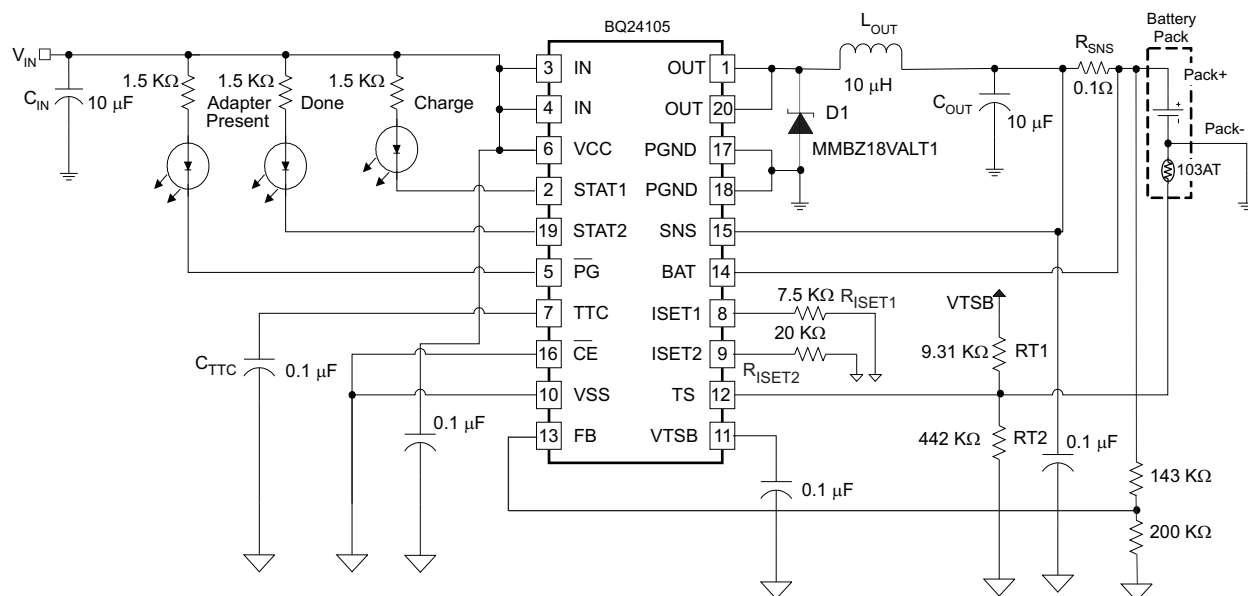 BQ24105
V_IN
C_IN
10 μF
1.5 KΩ
1.5 KΩ
1.5 KΩ
Adapter
Present
Done
Charge
3 IN
4 IN
6 VCC
2 STAT1
19 STAT2
5 P̅G̅
7 TTC
16 C̅E̅
10 VSS
13 FB
OUT 1
OUT 20
PGND 17
PGND 18
SNS 15
BAT 14
ISET1 8
ISET2 9
TS 12
VTSB 11
C_TTC
0.1 μF
0.1 μF
L_OUT
10 μH
D1
MMBZ18VALT1
C_OUT
10 μF
R_SNS
0.1Ω
Battery
Pack
Pack+
+
-
Pack-
103AT
7.5 KΩ
R_ISET1
20 KΩ
R_ISET2
VTSB
9.31 KΩ
RT1
442 KΩ
RT2
0.1 μF
0.1 μF
143 KΩ
200 KΩ